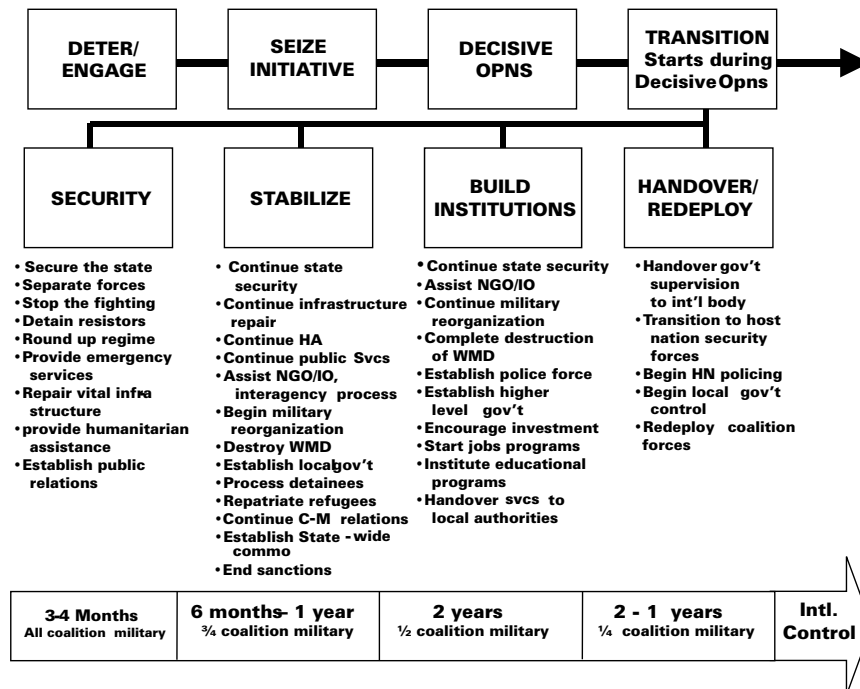 DETER/
ENGAGE
SEIZE
INITIATIVE
DECISIVE
OPNS
TRANSITION
Starts during
Decisive Opns
SECURITY
STABILIZE
BUILD
INSTITUTIONS
HANDOVER/
REDEPLOY
• Secure the state
• Separate forces
• Stop the fighting
• Detain resistors
• Round up regime
• Provide emergency
services
• Repair vital infra-
structure
• provide humanitarian
assistance
• Establish public
relations
• Continue state
security
• Continue infrastructure
repair
• Continue HA
• Continue public Svcs
• Assist NGO/IO,
interagency process
• Begin military
reorganization
• Destroy WMD
• Establish local gov't
• Process detainees
• Repatriate refugees
• Continue C-M relations
• Establish State-wide
commo
• End sanctions
• Continue state security
• Assist NGO/IO
• Continue military
reorganization
• Complete destruction
of WMD
• Establish police force
• Establish higher
level gov't
• Encourage investment
• Start jobs programs
• Institute educational
programs
• Handover svcs to
local authorities
• Handover gov't
supervision
to int'l body
• Transition to host
nation security
forces
• Begin HN policing
• Begin local gov't
control
• Redeploy coalition
forces
3-4 Months
All coalition military
6 months- 1 year
¾ coalition military
2 years
½ coalition military
2 - 1 years
¼ coalition military
Intl.
Control